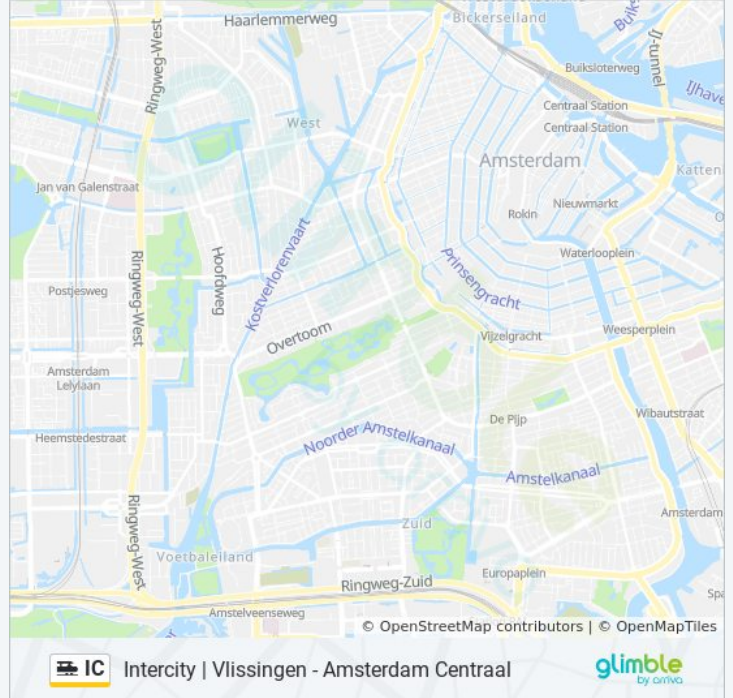 Haarlemmerweg
Bickerseiland
Ringweg-West
IJ-tunnel
Buiksloterweg
Centraal Station
Centraal Station
West
Amsterdam
Jan van Galenstraat
Nieuwmarkt
Rokin
Kostverlorenvaart
Hoofdweg
Waterlooplein
Ringweg-West
Postjesweg
Prinsengracht
Overtoom
Vijzelgracht
Weesperplein
Amsterdam
Lelylaan
Wibautstraat
De Pijp
Heemstedestraat
Noorder Amstelkanaal
Amstelkanaal
Ringweg-West
Amsterdam
Zuid
Voetbaleiland
Europaplein
Ringweg-Zuid
Amstelveenseweg
© OpenStreetMap contributors | © OpenMapTiles
IC Intercity | Vlissingen - Amsterdam Centraal
glimble
by arriva